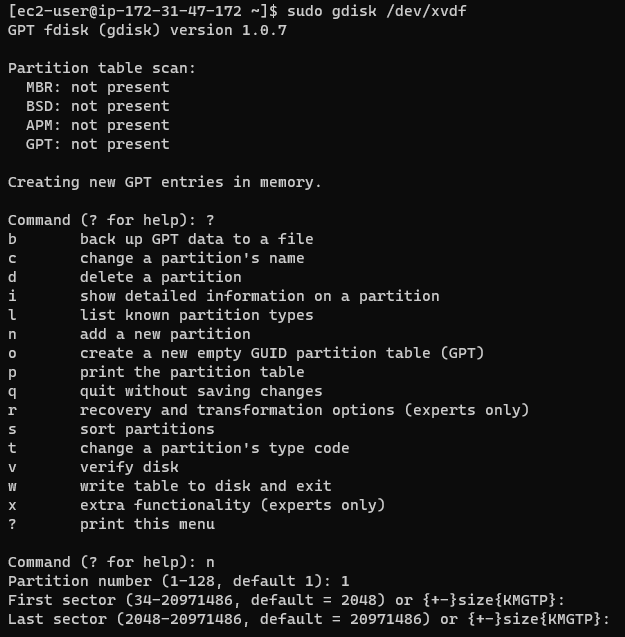 [ec2-user@ip-172-31-47-172 ~]$ sudo gdisk /dev/xvdf
GPT fdisk (gdisk) version 1.0.7
Partition table scan:
MBR: not present
BSD: not present
APM: not present
GPT: not present
Creating new GPT entries in memory.
Command (? for help): ?
b       back up GPT data to a file
c       change a partition's name
d       delete a partition
i       show detailed information on a partition
l       list known partition types
n       add a new partition
o       create a new empty GUID partition table (GPT)
p       print the partition table
q       quit without saving changes
r       recovery and transformation options (experts only)
s       sort partitions
t       change a partition's type code
v       verify disk
w       write table to disk and exit
x       extra functionality (experts only)
?       print this menu
Command (? for help): n
Partition number (1-128, default 1): 1
First sector (34-20971486, default = 2048) or {+-}size{KMGTP}:
Last sector (2048-20971486, default = 20971486) or {+-}size{KMGTP}: